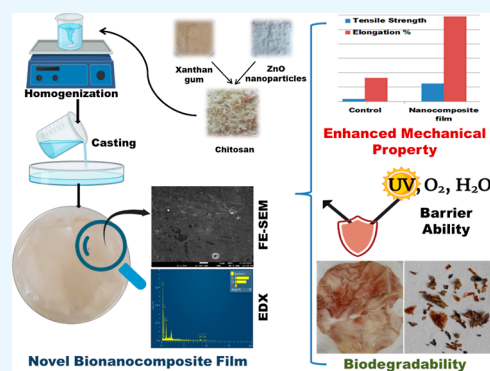 Homogenization
Xanthan
gum
ZnO
nanoparticles
Chitosan
Casting
FE-SEM
EDX
Novel Bionanocomposite Film
Tensile Strength
Elongation %
Control
Nanocomposite
film
Enhanced Mechanical
Property
UV, O₂, H₂O
Barrier
Ability
Biodegradability